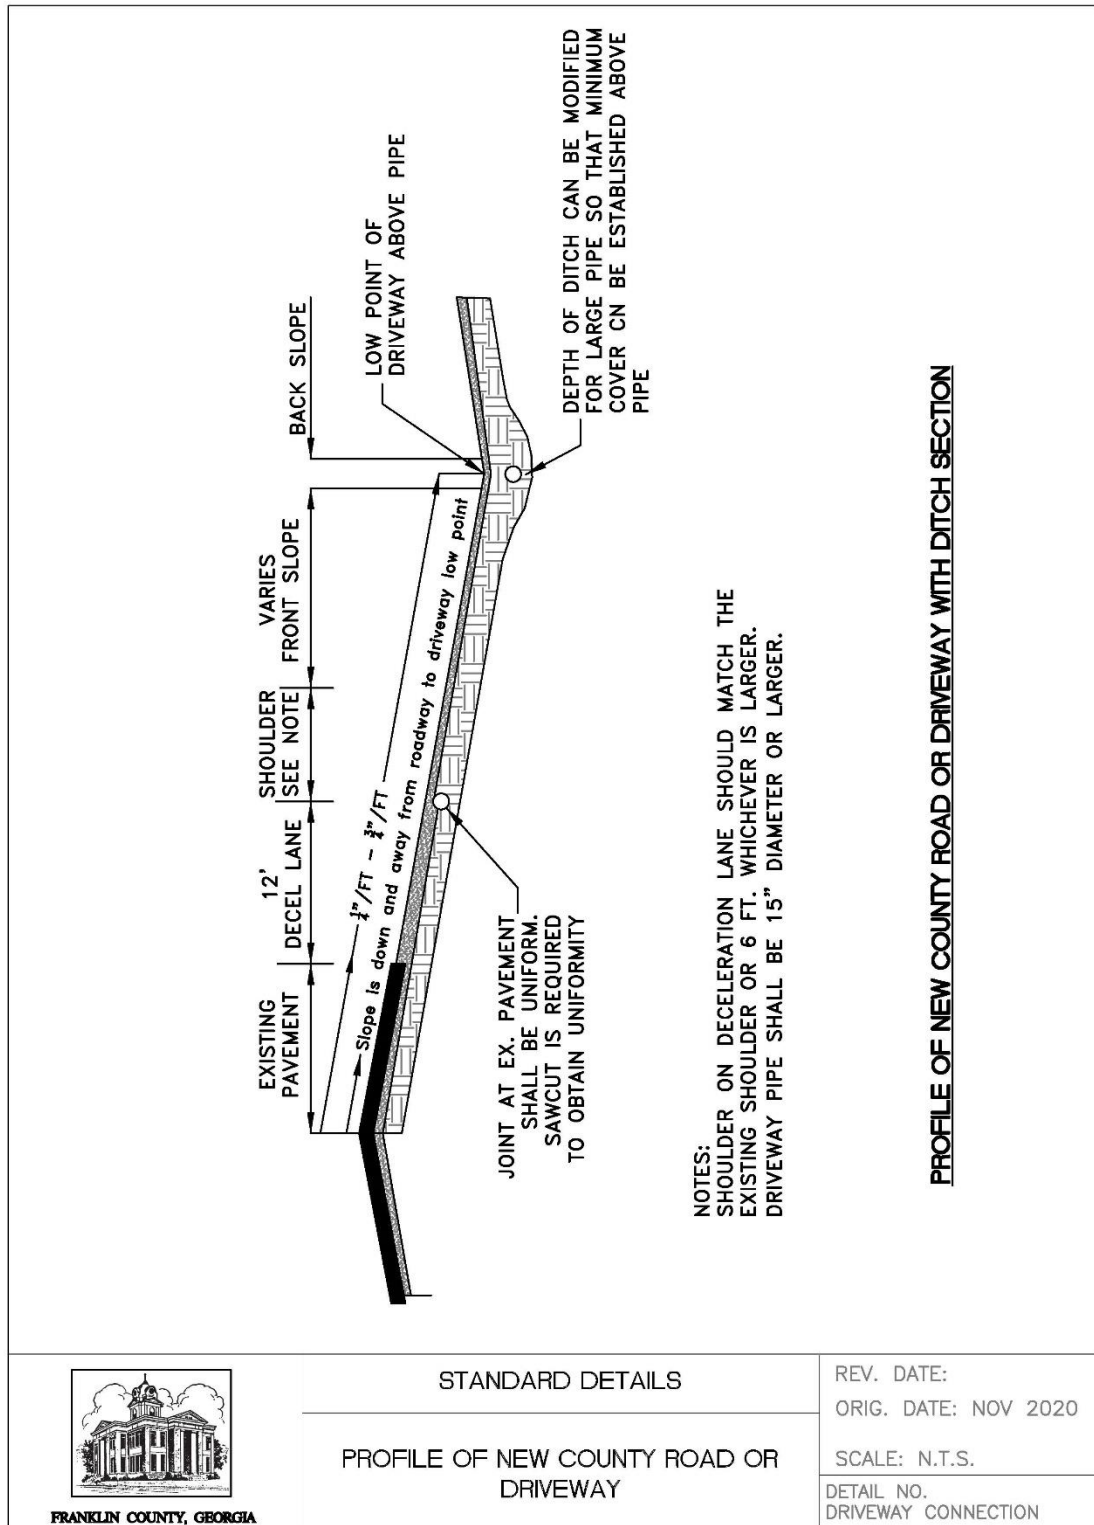 EXISTING
PAVEMENT
12'
DECEL LANE
SHOULDER
SEE NOTE
VARIES
FRONT SLOPE
BACK SLOPE
LOW POINT OF
DRIVEWAY ABOVE PIPE
1/4"/FT - 3/4"/FT
Slope is down and away from roadway to driveway low point
JOINT AT EX. PAVEMENT
SHALL BE UNIFORM.
SAWCUT IS REQUIRED
TO OBTAIN UNIFORMITY
DEPTH OF DITCH CAN BE MODIFIED
FOR LARGE PIPE SO THAT MINIMUM
COVER CN BE ESTABLISHED ABOVE
PIPE
NOTES:
SHOULDER ON DECELERATION LANE SHOULD MATCH THE
EXISTING SHOULDER OR 6 FT. WHICHEVER IS LARGER.
DRIVEWAY PIPE SHALL BE 15" DIAMETER OR LARGER.
PROFILE OF NEW COUNTY ROAD OR DRIVEWAY WITH DITCH SECTION
FRANKLIN COUNTY, GEORGIA
STANDARD DETAILS
PROFILE OF NEW COUNTY ROAD OR
DRIVEWAY
REV. DATE:
ORIG. DATE: NOV 2020
SCALE: N.T.S.
DETAIL NO.
DRIVEWAY CONNECTION